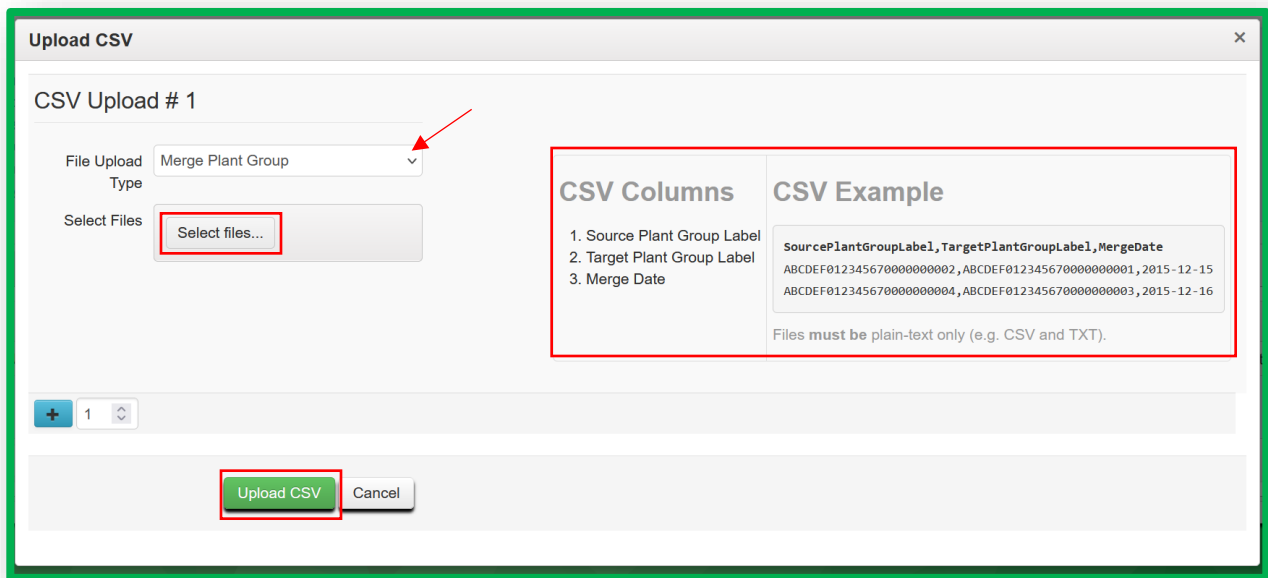 Upload CSV
×
CSV Upload # 1
File Upload
Type
Merge Plant Group
Select Files
Select files...
CSV Columns
1. Source Plant Group Label
2. Target Plant Group Label
3. Merge Date
CSV Example
SourcePlantGroupLabel,TargetPlantGroupLabel,MergeDate
ABCDEF012345670000000002,ABCDEF012345670000000001,2015-12-15
ABCDEF012345670000000004,ABCDEF012345670000000003,2015-12-16
Files must be plain-text only (e.g. CSV and TXT).
+
1
Upload CSV
Cancel